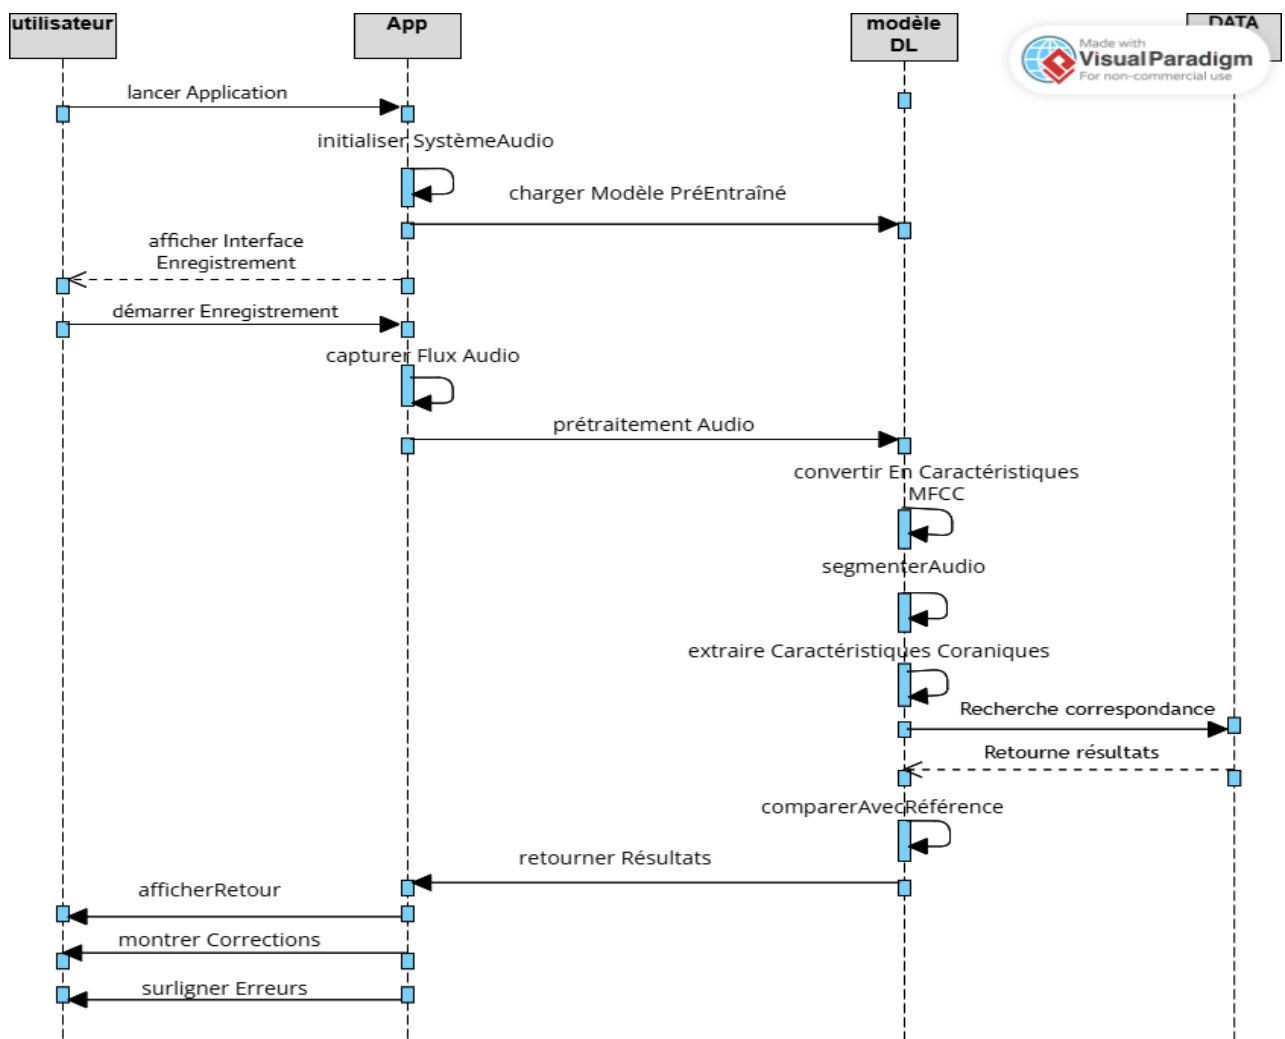 utilisateur
App
modèle
DL
DATA
Made with
VisualParadigm
For non-commercial use
lancer Application
initialiser SystèmeAudio
charger Modèle PréEntraîné
afficher Interface
Enregistrement
démarrer Enregistrement
capturer Flux Audio
prétraitement Audio
convertir En Caractéristiques
MFCC
segmenterAudio
extraire Caractéristiques Coraniques
Recherche correspondance
Retourne résultats
comparerAvecRéférence
retourner Résultats
afficherRetour
montrer Corrections
surligner Erreurs